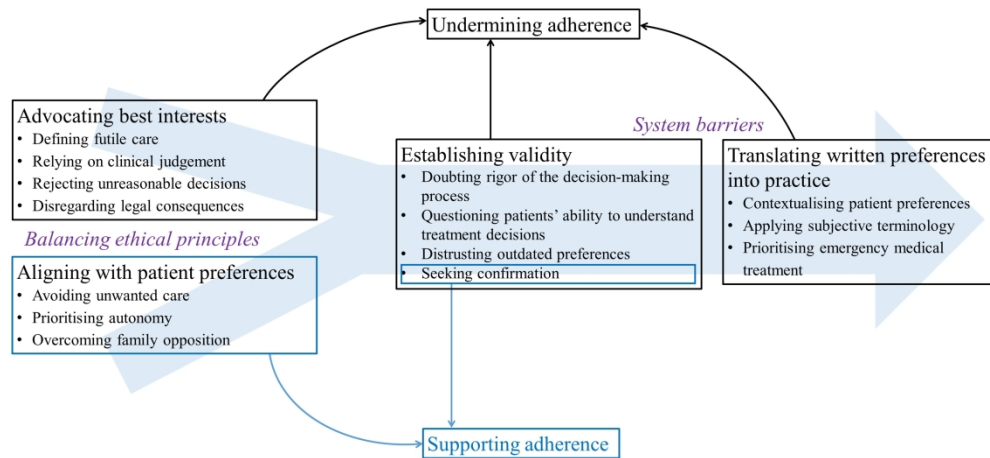 Undermining adherence
Advocating best interests
• Defining futile care
• Relying on clinical judgement
• Rejecting unreasonable decisions
• Disregarding legal consequences
Balancing ethical principles
Aligning with patient preferences
• Avoiding unwanted care
• Prioritising autonomy
• Overcoming family opposition
System barriers
Establishing validity
• Doubting rigor of the decision-making
process
• Questioning patients' ability to understand
treatment decisions
• Distrusting outdated preferences
• Seeking confirmation
Translating written preferences
into practice
• Contextualising patient preferences
• Applying subjective terminology
• Prioritising emergency medical
treatment
Supporting adherence